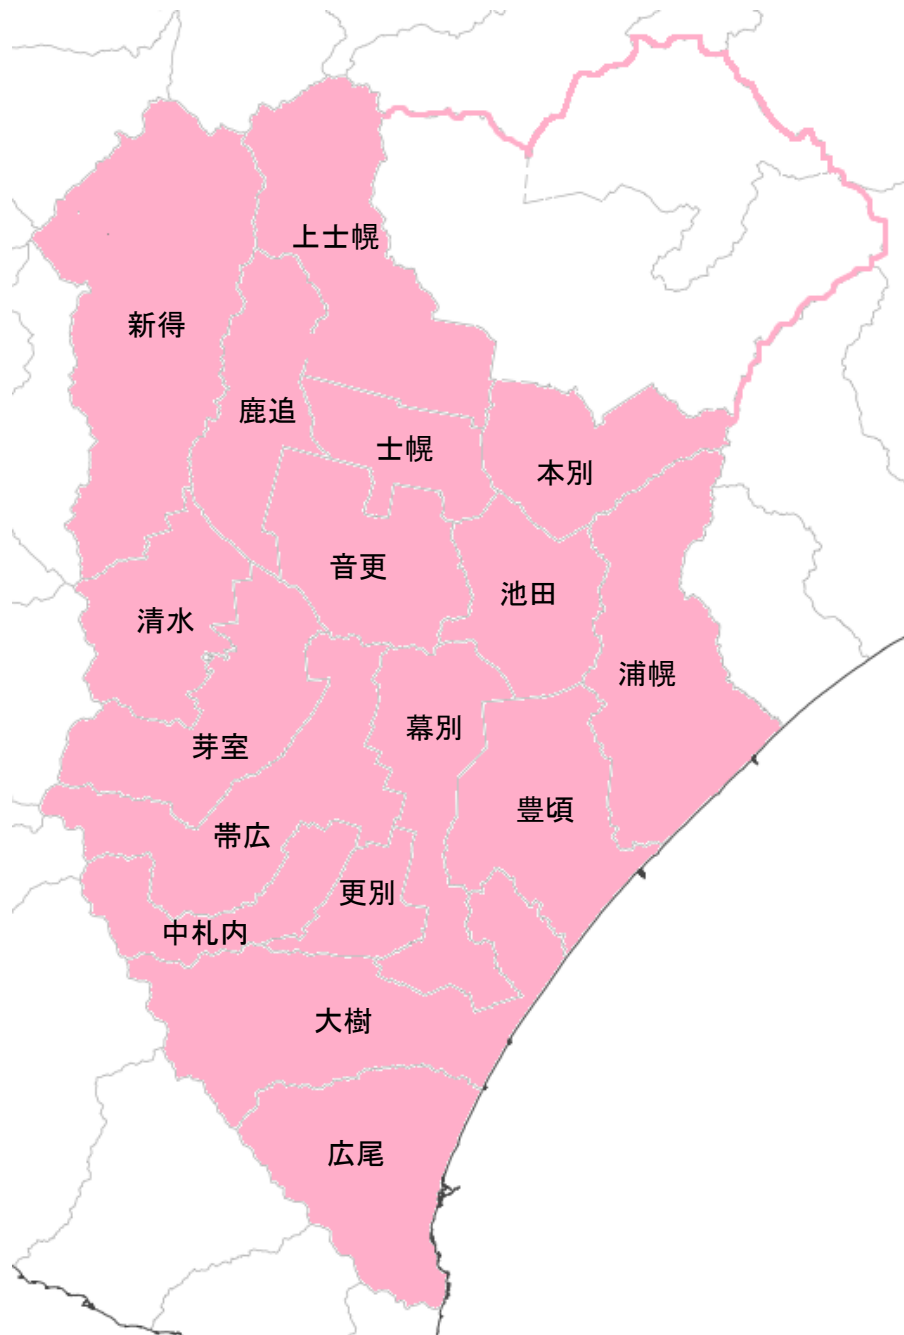 上士幌
新得
鹿追
士幌
本別
音更
池田
清水
浦幌
幕別
芽室
豊頃
帯広
更別
中札内
大樹
広尾